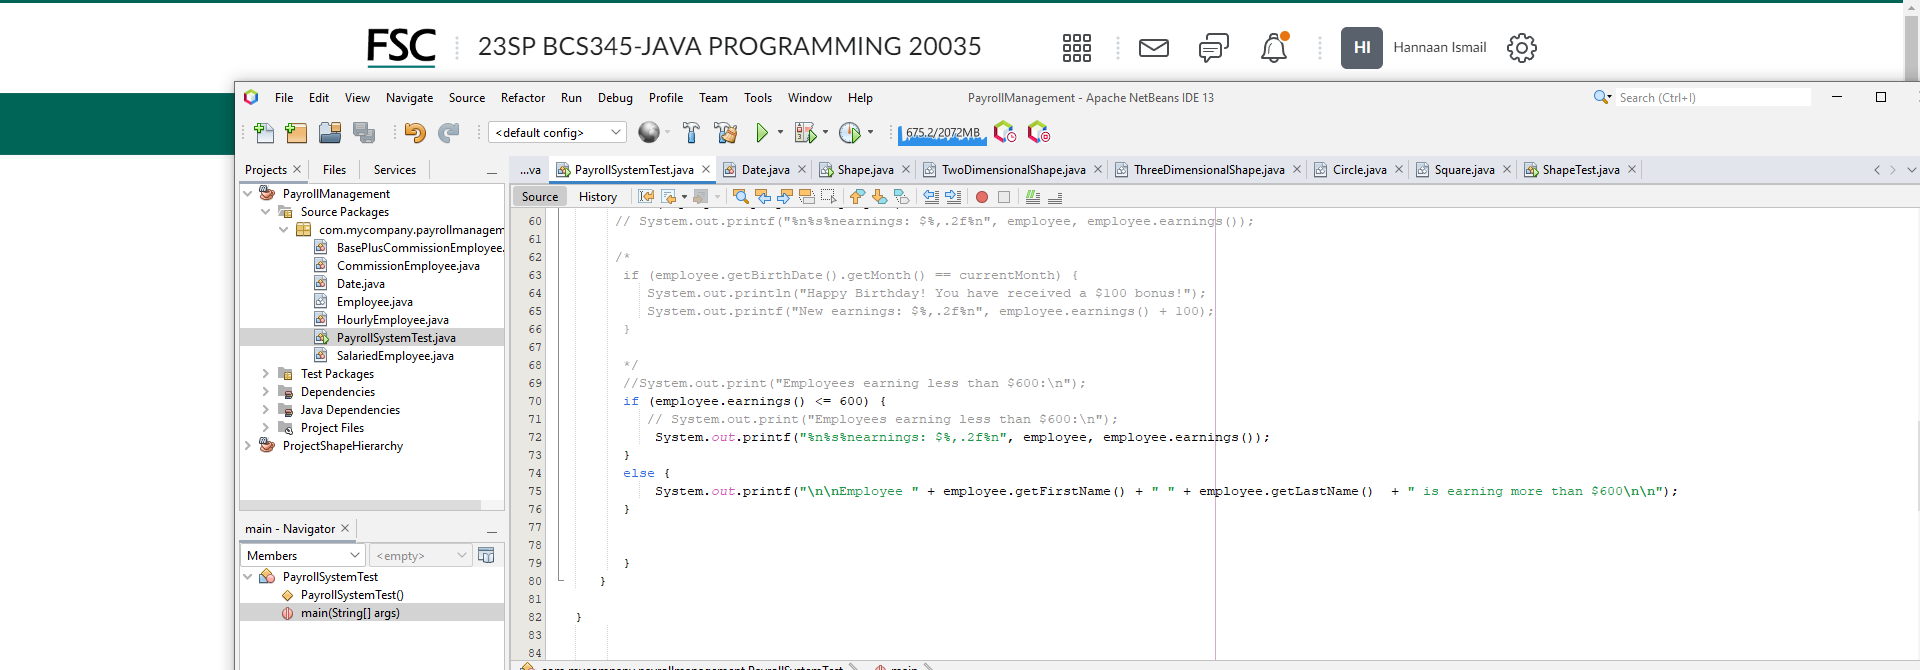 FSC
23SP BCS345-JAVA PROGRAMMING 20035
HI
Hannaan Ismail
File Edit View Navigate Source Refactor Run Debug Profile Team Tools Window Help
PayrollManagement - Apache NetBeans IDE 13
Search (Ctrl+I)
<default config>
675.2/2072MB
Projects
Files
Services
...va
PayrollSystemTest.java
Date.java
Shape.java
TwoDimensionalShape.java
ThreeDimensionalShape.java
Circle.java
Square.java
ShapeTest.java
PayrollManagement
Source Packages
com.mycompany.payrollmanagem
BasePlusCommissionEmployee.
CommissionEmployee.java
Date.java
Employee.java
HourlyEmployee.java
PayrollSystemTest.java
SalariedEmployee.java
Test Packages
Dependencies
Java Dependencies
Project Files
ProjectShapeHierarchy
main - Navigator
Members
<empty>
PayrollSystemTest
PayrollSystemTest()
main(String[] args)
Source
History
60 // System.out.printf("%n%s%nearnings: $%,.2f%n", employee, employee.earnings());
61
62 /*
63 if (employee.getBirthDate().getMonth() == currentMonth) {
64 System.out.println("Happy Birthday! You have received a $100 bonus!");
65 System.out.printf("New earnings: $%,.2f%n", employee.earnings() + 100);
66 }
67
68 */
69 //System.out.print("Employees earning less than $600:\n");
70 if (employee.earnings() <= 600) {
71 // System.out.print("Employees earning less than $600:\n");
72 System.out.printf("%n%s%nearnings: $%,.2f%n", employee, employee.earnings());
73 }
74 else {
75 System.out.printf("\n\nEmployee " + employee.getFirstName() + " " + employee.getLastName() + " is earning more than $600\n\n");
76 }
77
78
79 }
80 }
81
82 }
83
84
com.mycompany.payrollmanagement.PayrollSystemTest
main